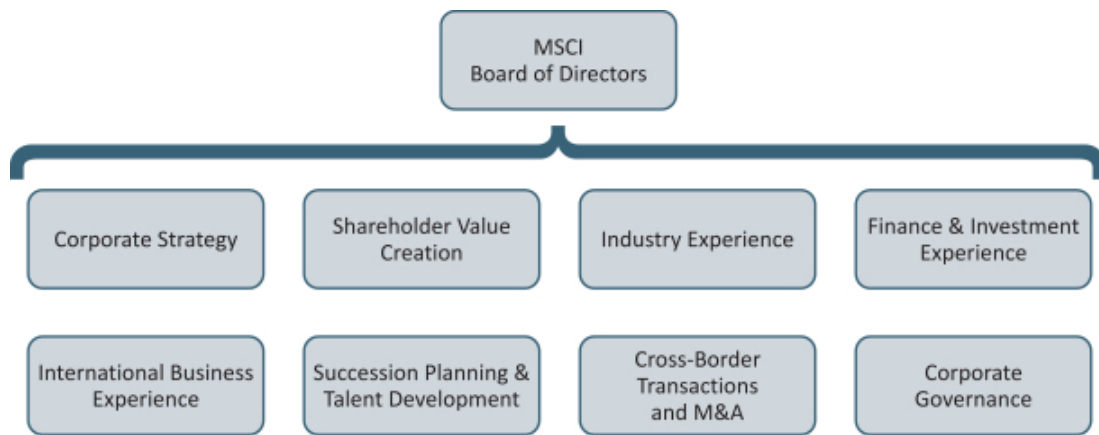 MSCI
Board of Directors
Corporate Strategy
Shareholder Value
Creation
Industry Experience
Finance & Investment
Experience
International Business
Experience
Succession Planning &
Talent Development
Cross-Border
Transactions
and M&A
Corporate
Governance